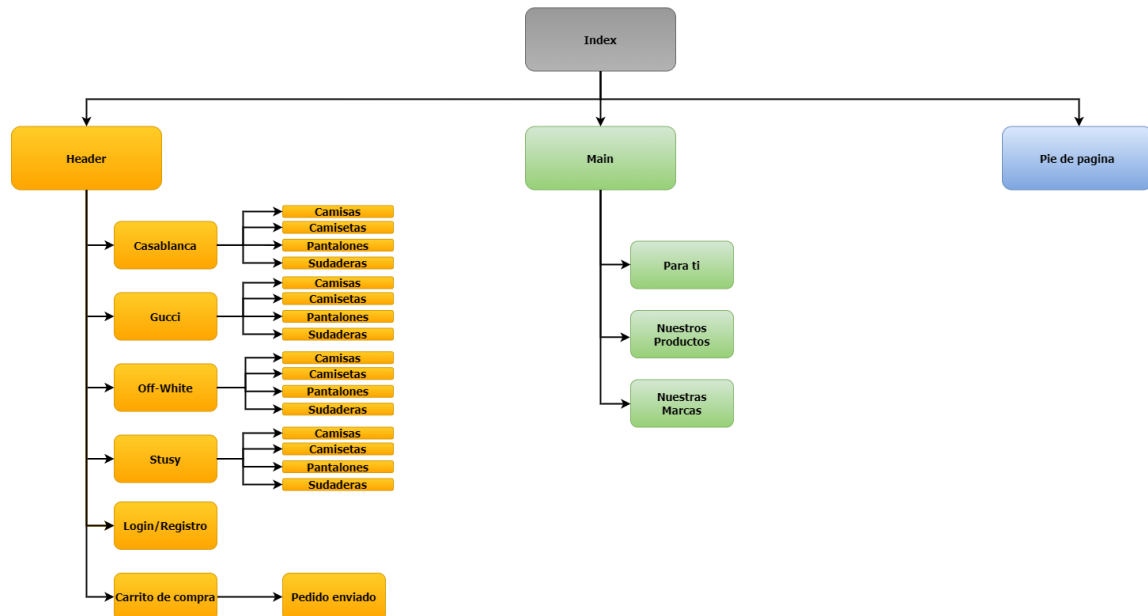 Index
Header
Main
Pie de pagina
Casablanca
Camisas
Camisetas
Pantalones
Sudaderas
Gucci
Camisas
Camisetas
Pantalones
Sudaderas
Off-White
Camisas
Camisetas
Pantalones
Sudaderas
Stusy
Camisas
Camisetas
Pantalones
Sudaderas
Login/Registro
Carrito de compra
Pedido enviado
Para ti
Nuestros
Productos
Nuestras
Marcas